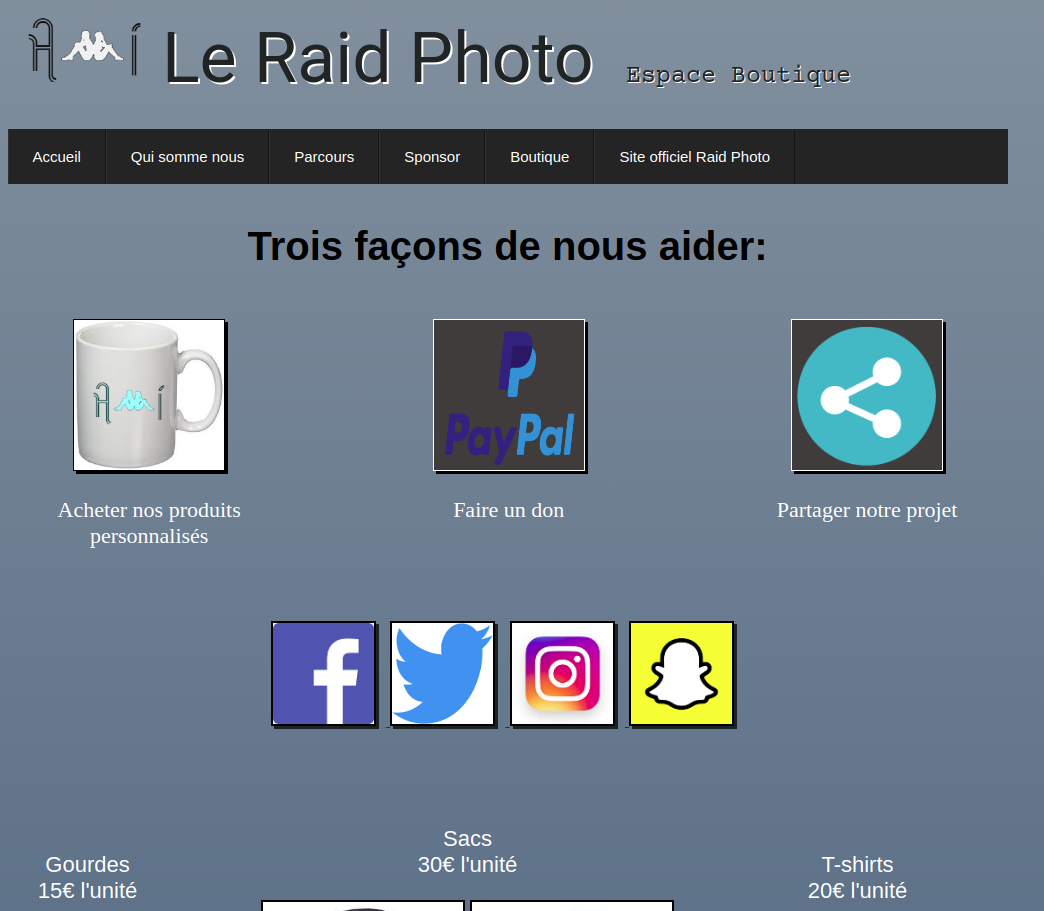 Le Raid Photo
Espace Boutique
Accueil
Qui somme nous
Parcours
Sponsor
Boutique
Site officiel Raid Photo
Trois façons de nous aider:
PayPal
Acheter nos produits
personnalisés
Faire un don
Partager notre projet
Sacs
30€ l'unité
Gourdes
15€ l'unité
T-shirts
20€ l'unité